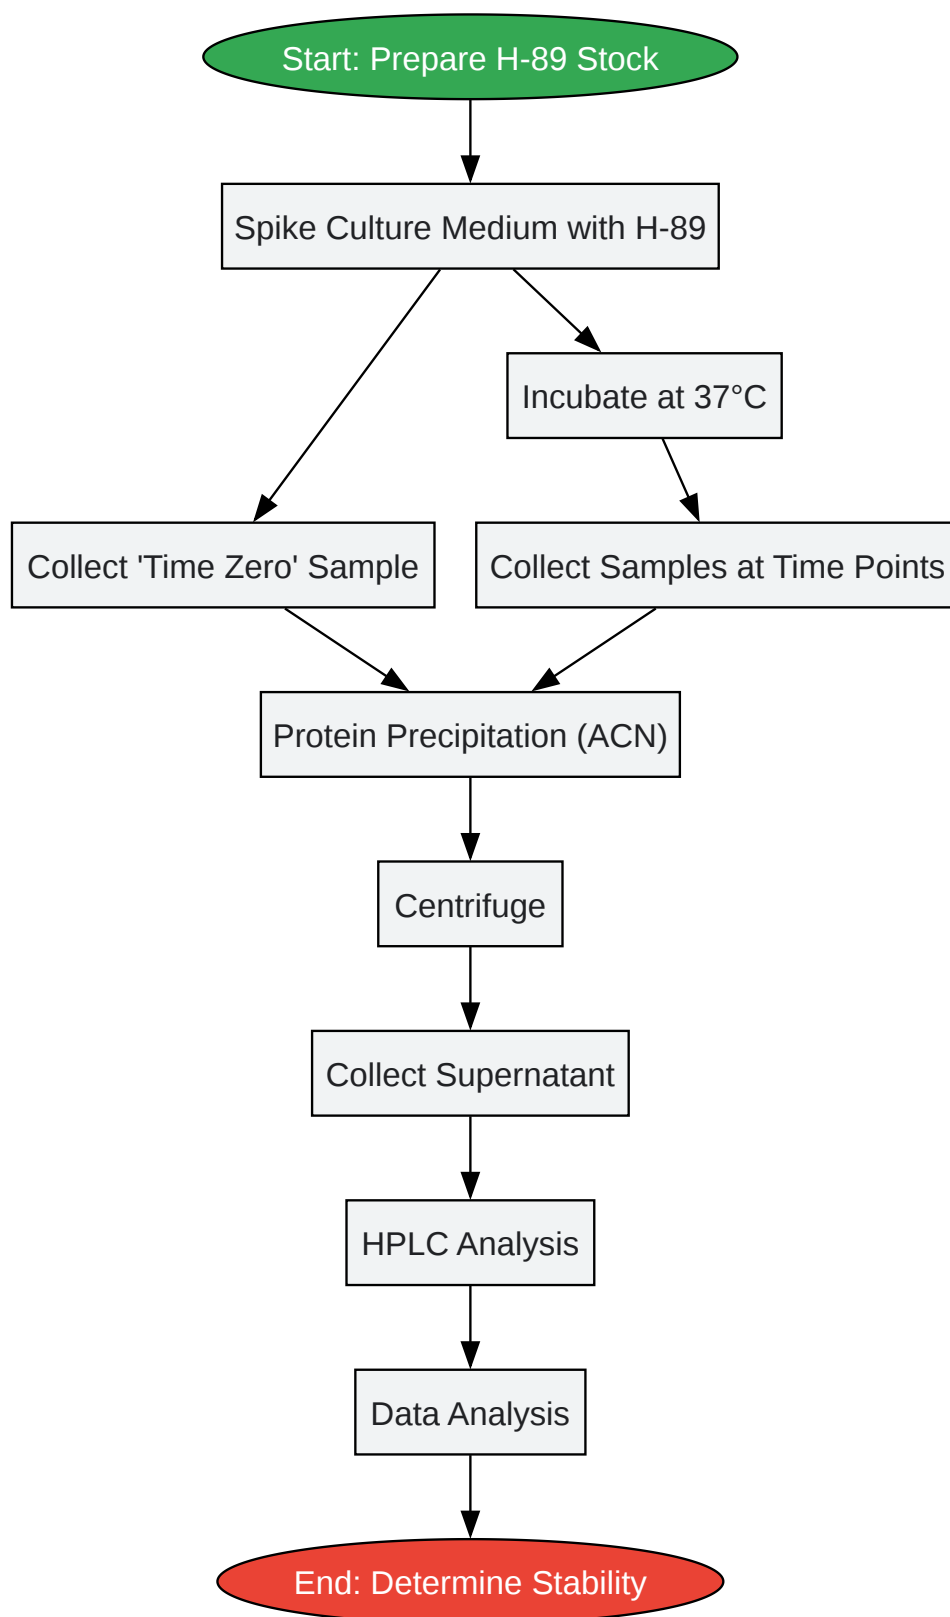 Start: Prepare H-89 Stock
Spike Culture Medium with H-89
Incubate at 37°C
Collect 'Time Zero' Sample
Collect Samples at Time Points
Protein Precipitation (ACN)
Centrifuge
Collect Supernatant
HPLC Analysis
Data Analysis
End: Determine Stability